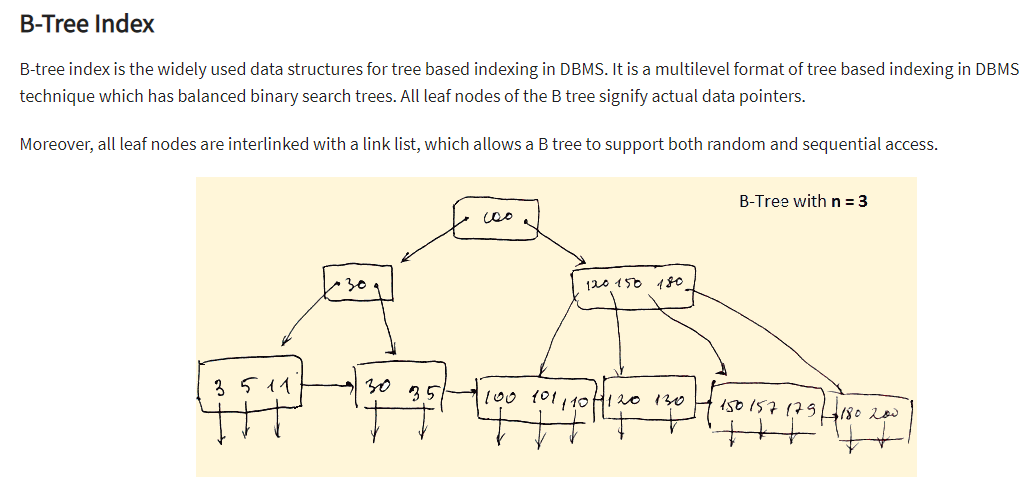 B-Tree Index
B-tree index is the widely used data structures for tree based indexing in DBMS. It is a multilevel format of tree based indexing in DBMS
technique which has balanced binary search trees. All leaf nodes of the B tree signify actual data pointers.
Moreover, all leaf nodes are interlinked with a link list, which allows a B tree to support both random and sequential access.
B-Tree with n = 3
100
30
120 150 180
3 5 11
30 35
100 101 110
120 130
150 157 179
180 200